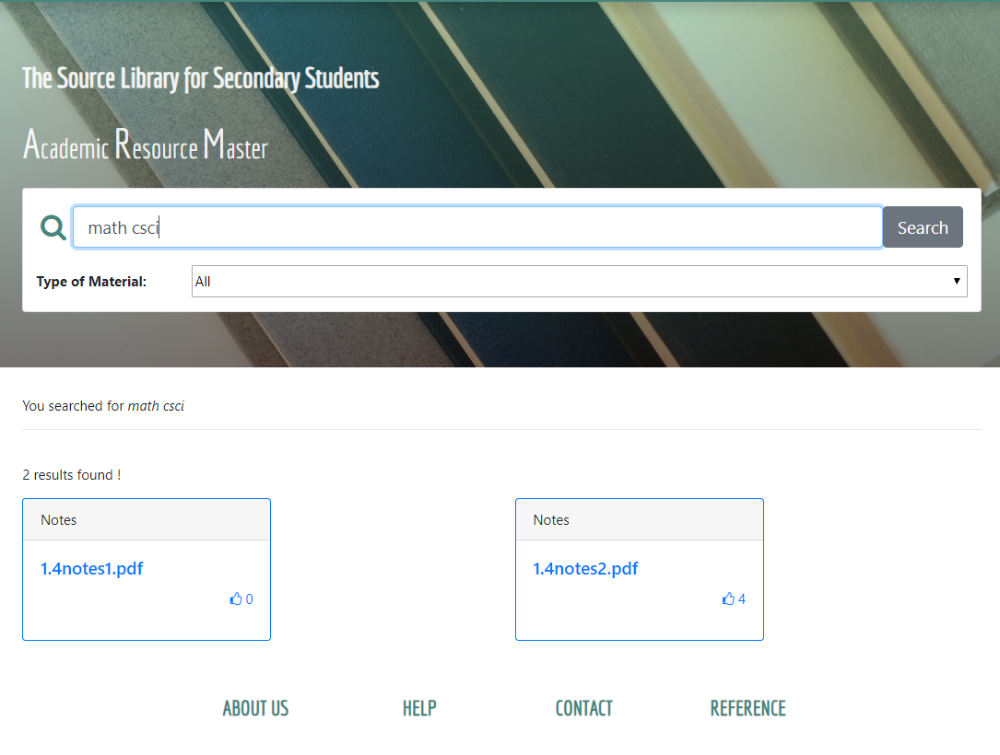 The Source Library for Secondary Students
Academic Resource Master
math csci
Search
Type of Material:
All
You searched for math csci
2 results found !
Notes
1.4notes1.pdf
0
Notes
1.4notes2.pdf
4
ABOUT US
HELP
CONTACT
REFERENCE